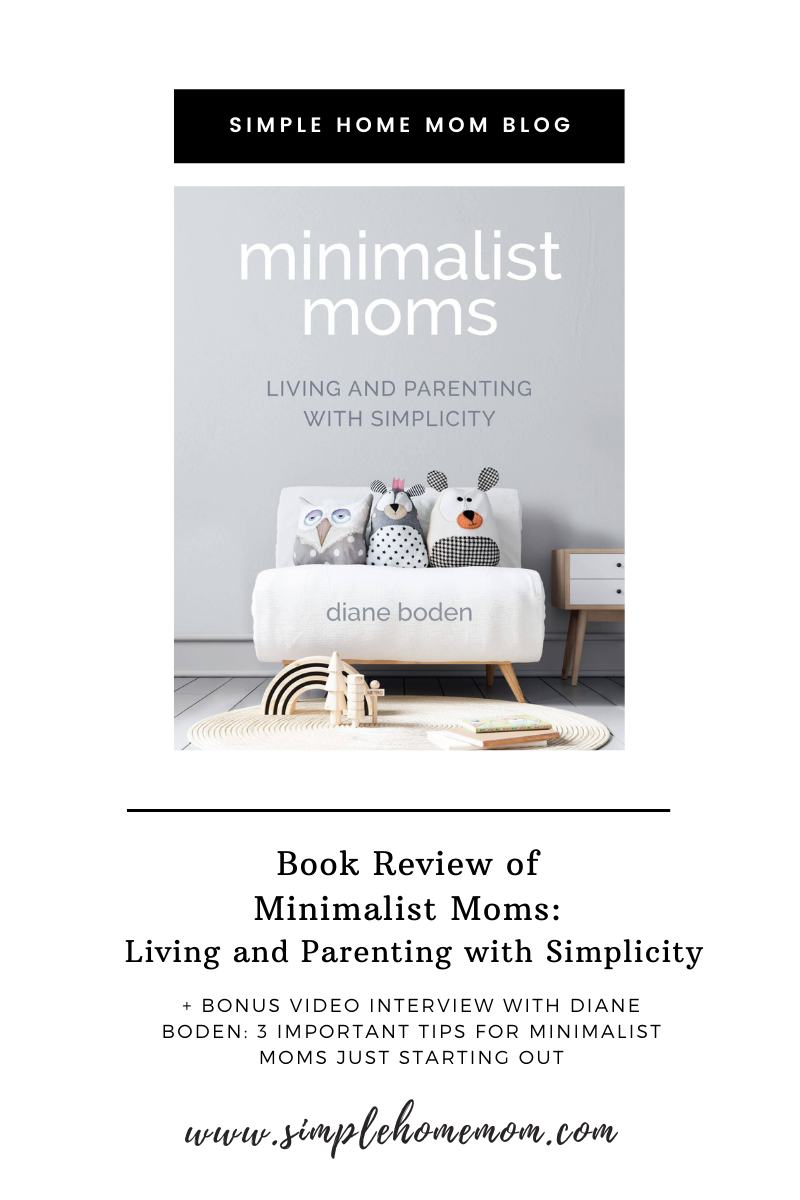 SIMPLE HOME MOM BLOG
minimalist
moms
LIVING AND PARENTING
WITH SIMPLICITY
diane boden
Book Review of
Minimalist Moms:
Living and Parenting with Simplicity
+ BONUS VIDEO INTERVIEW WITH DIANE
BODEN: 3 IMPORTANT TIPS FOR MINIMALIST
MOMS JUST STARTING OUT
www.simplehomemom.com